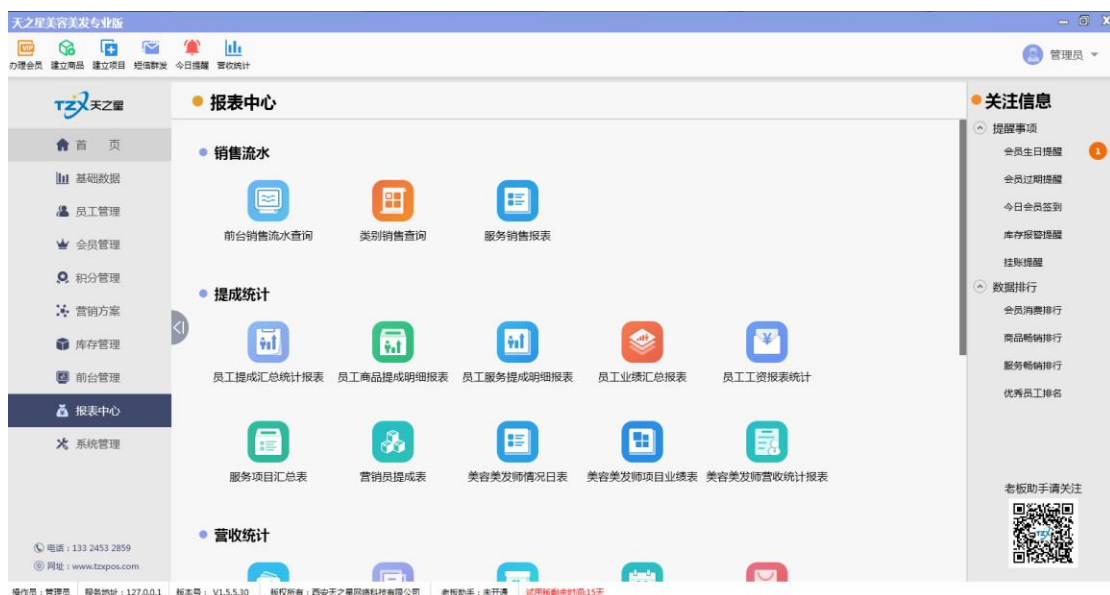 天之星美容美发专业版
办理会员 建立商品 建立项目 短信群发 今日提醒 营收统计
管理员
TZX天之星
首 页
基础数据
员工管理
会员管理
积分管理
营销方案
库存管理
前台管理
报表中心
系统管理
电话：133 2453 2859
网址：www.tzxpos.com
报表中心
销售流水
前台销售流水查询 类别销售查询 服务销售报表
提成统计
员工提成汇总统计报表 员工商品提成明细报表 员工服务提成明细报表 员工业绩汇总报表 员工工资报表统计
服务项目汇总表 营销员提成表 美容美发师情况日表 美容美发师项目业绩表 美容美发师营收统计报表
营收统计
关注信息
提醒事项
会员生日提醒 1
会员过期提醒
今日会员签到
库存报警提醒
挂账提醒
数据排行
会员消费排行
商品畅销排行
服务畅销排行
优秀员工排名
老板助手请关注
TZX
操作员：管理员 服务地址：127.0.0.1 版本号： V1.5.5.30 版权所有：西安天之星网络科技有限公司 老板助手：未开通 试用版剩余时间:15天